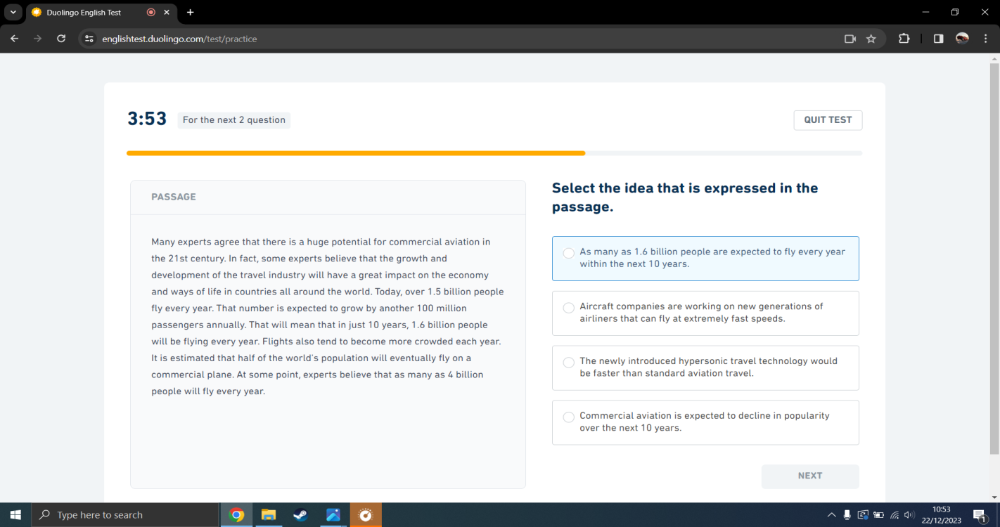 Duolingo English Test
englishtest.duolingo.com/test/practice
3:53
For the next 2 question
QUIT TEST
PASSAGE
Many experts agree that there is a huge potential for commercial aviation in
the 21st century. In fact, some experts believe that the growth and
development of the travel industry will have a great impact on the economy
and ways of life in countries all around the world. Today, over 1.5 billion people
fly every year. That number is expected to grow by another 100 million
passengers annually. That will mean that in just 10 years, 1.6 billion people
will be flying every year. Flights also tend to become more crowded each year.
It is estimated that half of the world's population will eventually fly on a
commercial plane. At some point, experts believe that as many as 4 billion
people will fly every year.
Select the idea that is expressed in the
passage.
As many as 1.6 billion people are expected to fly every year
within the next 10 years.
Aircraft companies are working on new generations of
airliners that can fly at extremely fast speeds.
The newly introduced hypersonic travel technology would
be faster than standard aviation travel.
Commercial aviation is expected to decline in popularity
over the next 10 years.
NEXT
Type here to search
10:53
22/12/2023
1